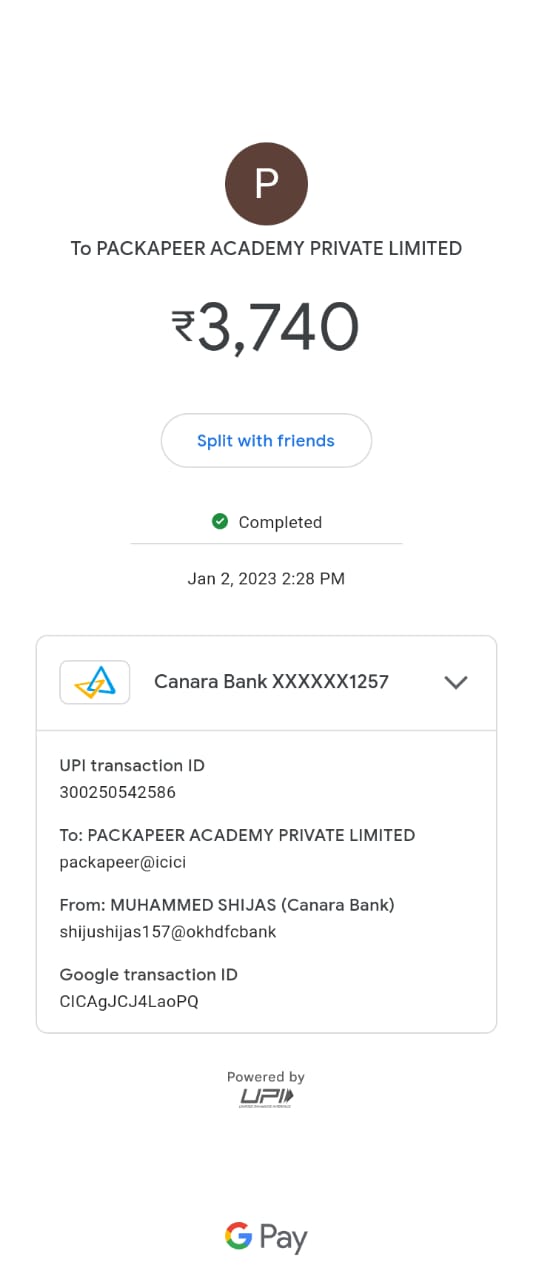 P
To PACKAPEER ACADEMY PRIVATE LIMITED
₹3,740
Split with friends
Completed
Jan 2, 2023 2:28 PM
Canara Bank XXXXXX1257
UPI transaction ID
300250542586
To: PACKAPEER ACADEMY PRIVATE LIMITED
packapeer@icici
From: MUHAMMED SHIJAS (Canara Bank)
shijushijas157@okhdfcbank
Google transaction ID
CICAgJCJ4LaoPQ
Powered by
UPI
G Pay